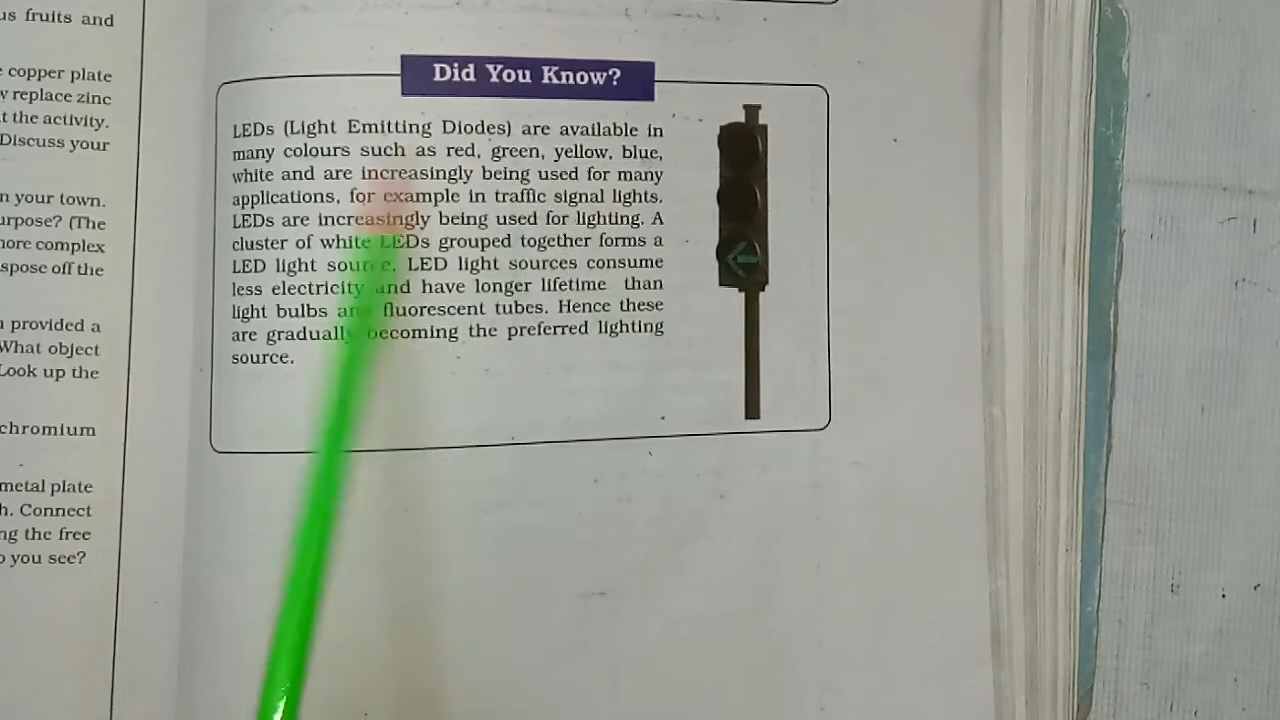 us fruits and
copper plate
replace zinc
t the activity.
Discuss your
n your town.
urpose? (The
nore complex
spose off the
provided a
What object
Look up the
chromium
metal plate
h. Connect
ng the free
you see?
Did You Know?
LEDs (Light Emitting Diodes) are available in
many colours such as red, green, yellow, blue,
white and are increasingly being used for many
applications, for example in traffic signal lights.
LEDs are increasingly being used for lighting. A
cluster of white LEDs grouped together forms a
LED light source. LED light sources consume
less electricity and have longer lifetime than
light bulbs and fluorescent tubes. Hence these
are gradually becoming the preferred lighting
source.